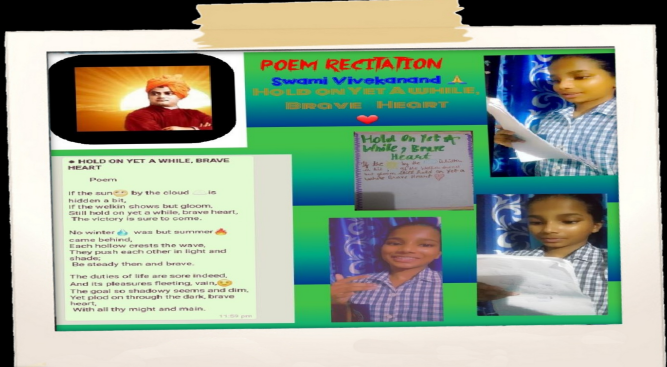 POEM RECITATION
Swami Vivekanand
HOLD ON YET A WHILE,
BRAVE HEART
HOLD ON YET A WHILE, BRAVE
HEART
Poem
If the sun by the cloud is
hidden a bit,
If the welkin shows but gloom,
Still hold on yet a while, brave heart,
The victory is sure to come.
No winter was but summer
came behind,
Each hollow crests the wave,
They push each other in light and
shade;
Be steady then and brave.
The duties of life are sore indeed,
And its pleasures fleeting, vain,
The goal so shadowy seems and dim,
Yet plod on through the dark, brave
heart,
With all thy might and main.
Hold On Yet A
While, Brave
Heart